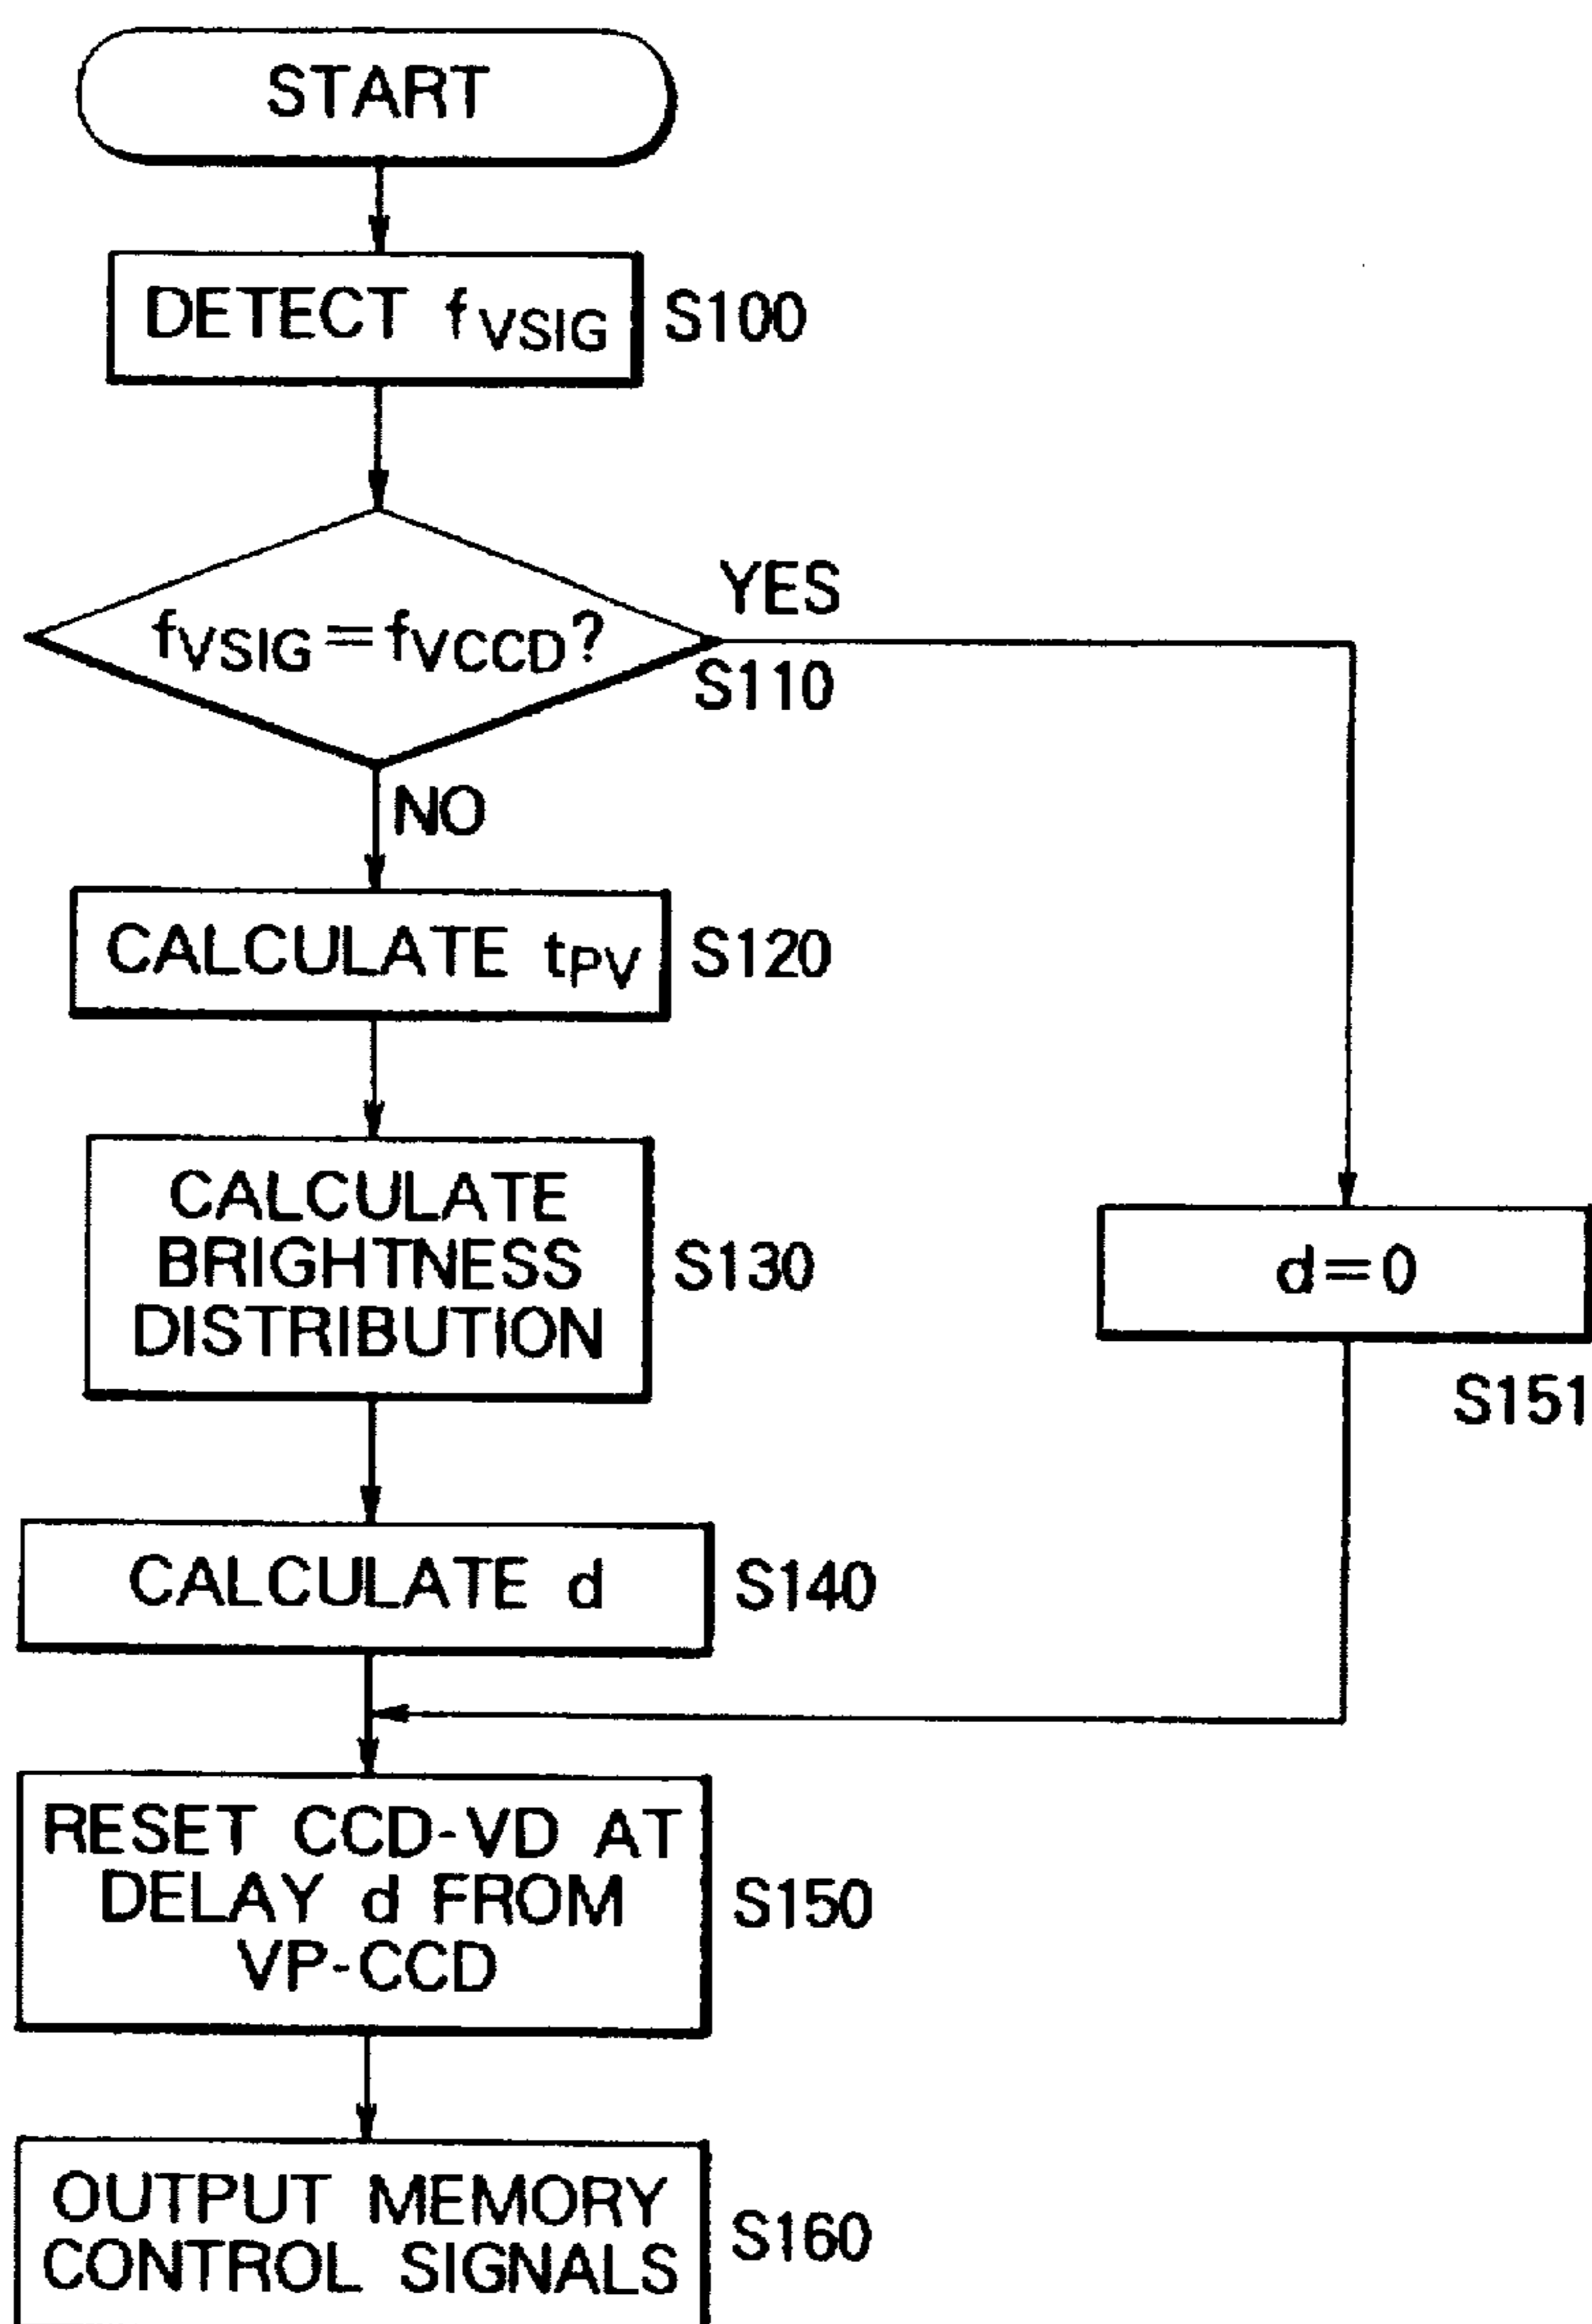 START
DETECT fVSIG S100
YES
fVSIG=fVCCD?
S110
NO
CALCULATE tPV S120
CALCULATE
BRIGHTNESS
DISTRIBUTION
S130
d=0
S151
CALCULATE d S140
RESET CCD-VD AT
DELAY d FROM
VP-CCD
S150
OUTPUT MEMORY
CONTROL SIGNALS
S160